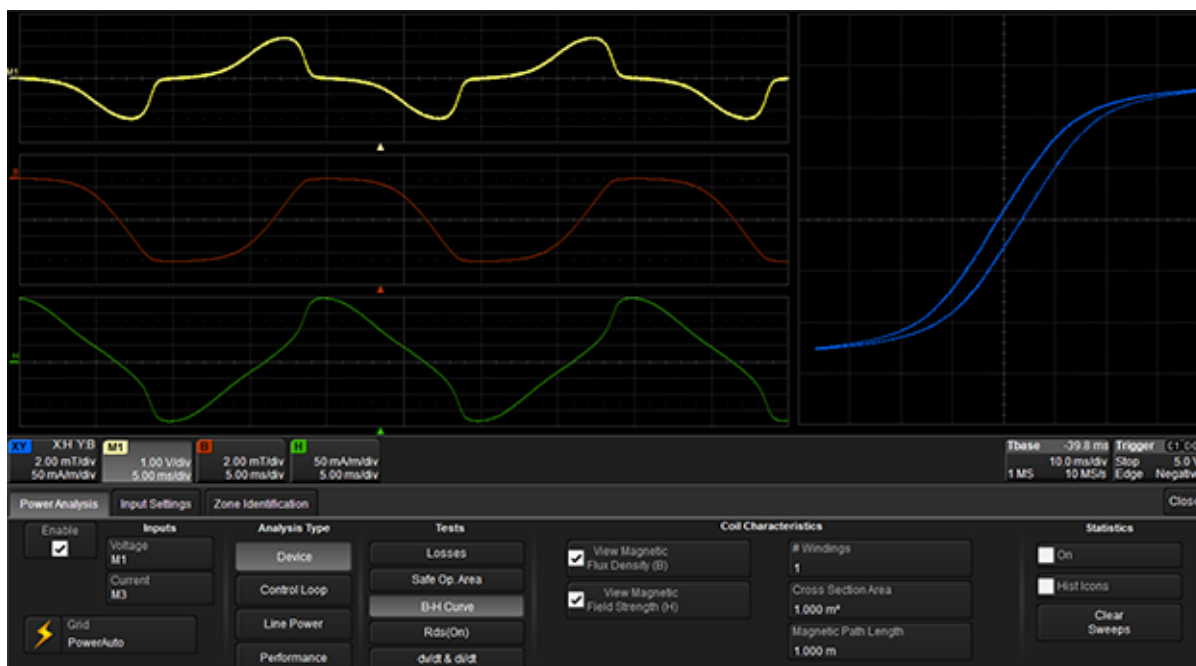 M1
B
H
XY X:H Y:B
2.00 mT/div
50 mA/m/div
M1
1.00 V/div
5.00 ms/div
B
2.00 mT/div
5.00 ms/div
H
50 mA/m/div
5.00 ms/div
Tbase -39.8 ms
10.0 ms/div
1 MS 10 MS/s
Trigger C1 DC
Stop 5.0 V
Edge Negative
Power Analysis Input Settings Zone Identification Close
Enable
Inputs
Voltage
M1
Current
M3
Grid
PowerAuto
Analysis Type
Device
Control Loop
Line Power
Performance
Tests
Losses
Safe Op. Area
B-H Curve
Rds(On)
dv/dt & di/dt
Coil Characteristics
View Magnetic
Flux Density (B)
View Magnetic
Field Strength (H)
# Windings
1
Cross Section Area
1.000 m²
Magnetic Path Length
1.000 m
Statistics
On
Hist Icons
Clear
Sweeps